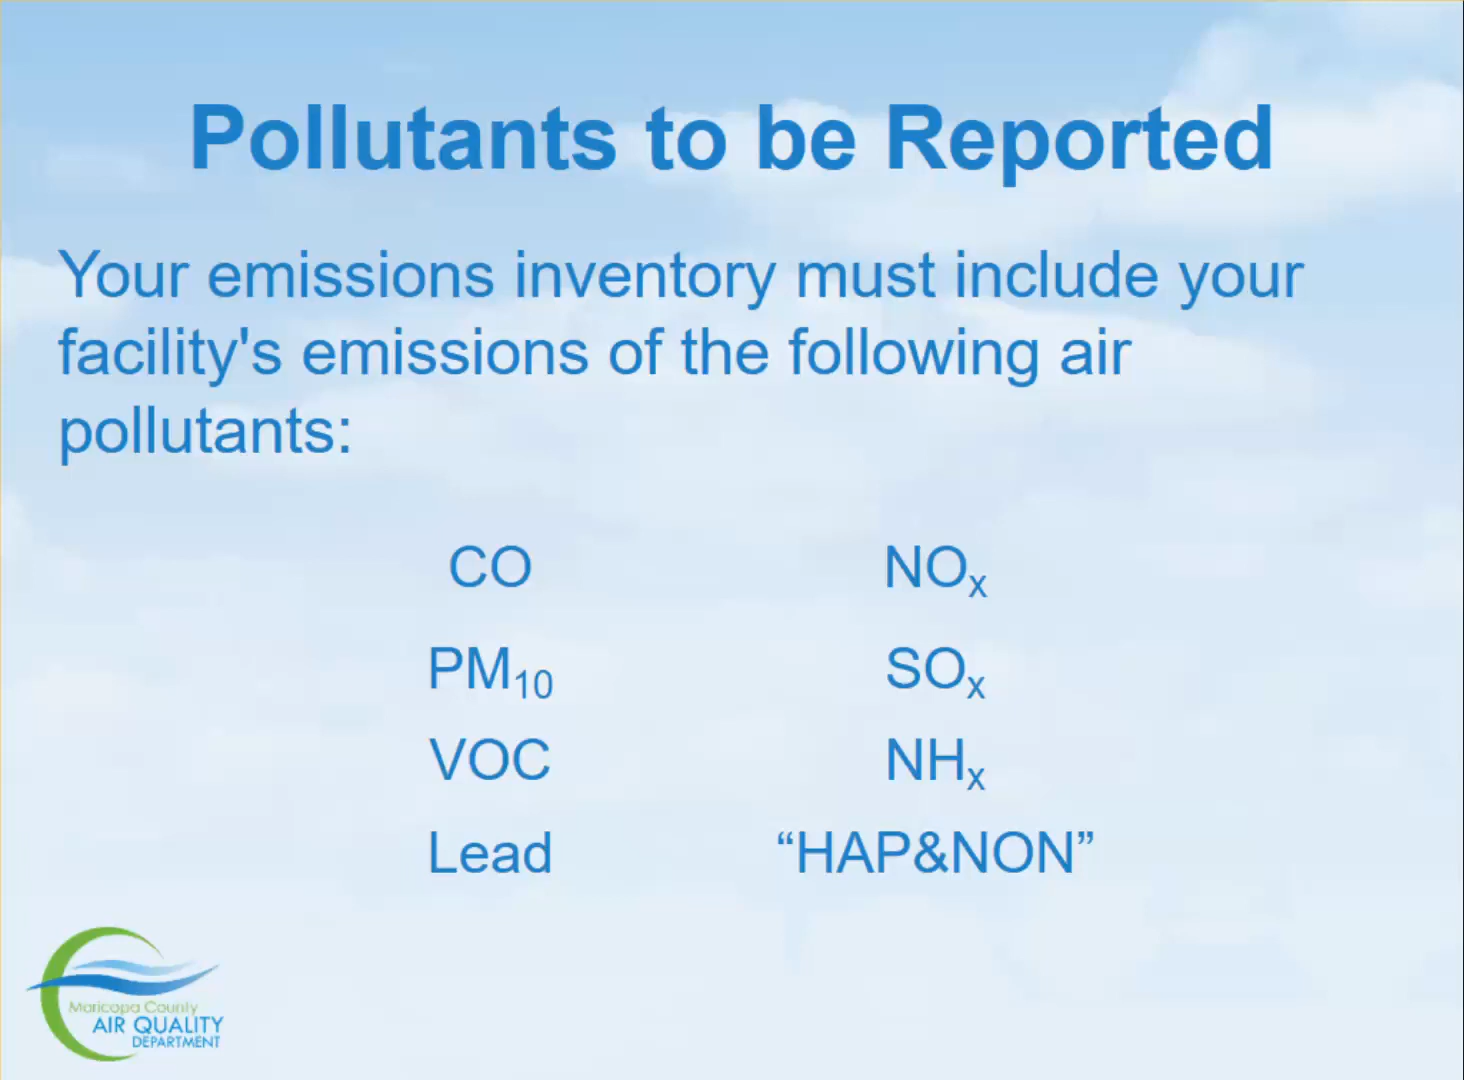 Pollutants to be Reported
Your emissions inventory must include your
facility's emissions of the following air
pollutants:
CO NOx
PM10 SOx
VOC NHx
Lead “HAP&NON”
Maricopa County
AIR QUALITY
DEPARTMENT